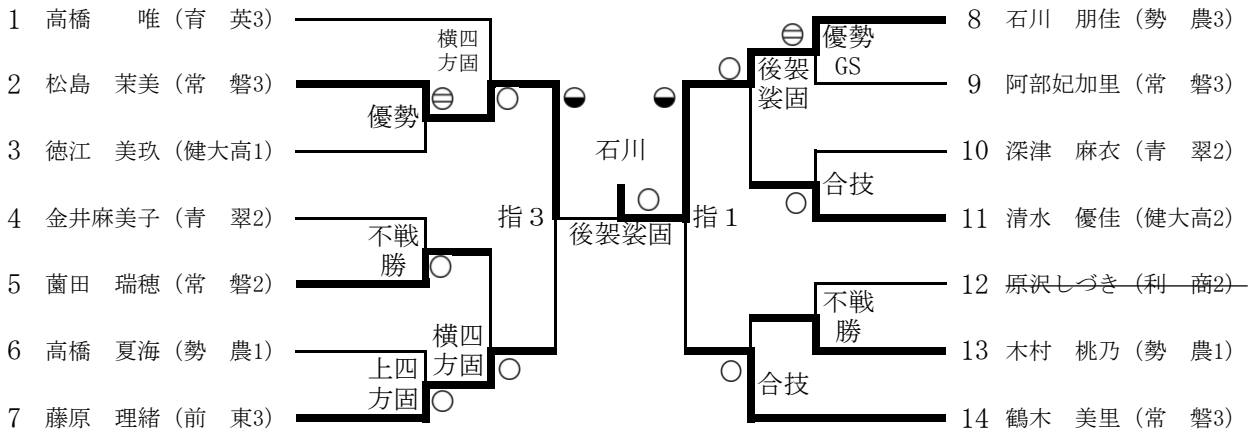 1 高橋　　唯（育　英3）
2 松島　茉美（常　磐3）
3 徳江　美玖（健大高1）
4 金井麻美子（青　翠2）
5 薗田　瑞穂（常　磐2）
6 高橋　夏海（勢　農1）
7 藤原　理緒（前　東3）
横四
方固
優勢
不戦
勝
上四
方固
横四
方固
指３
石川
後袈裟固
指１
優勢
GS
後袈
裟固
合技
不戦
勝
合技
8 石川　朋佳（勢　農3）
9 阿部妃加里（常　磐3）
10 深津　麻衣（青　翠2）
11 清水　優佳（健大高2）
12 原沢しづき（利　商2）
13 木村　桃乃（勢　農1）
14 鶴木　美里（常　磐3）